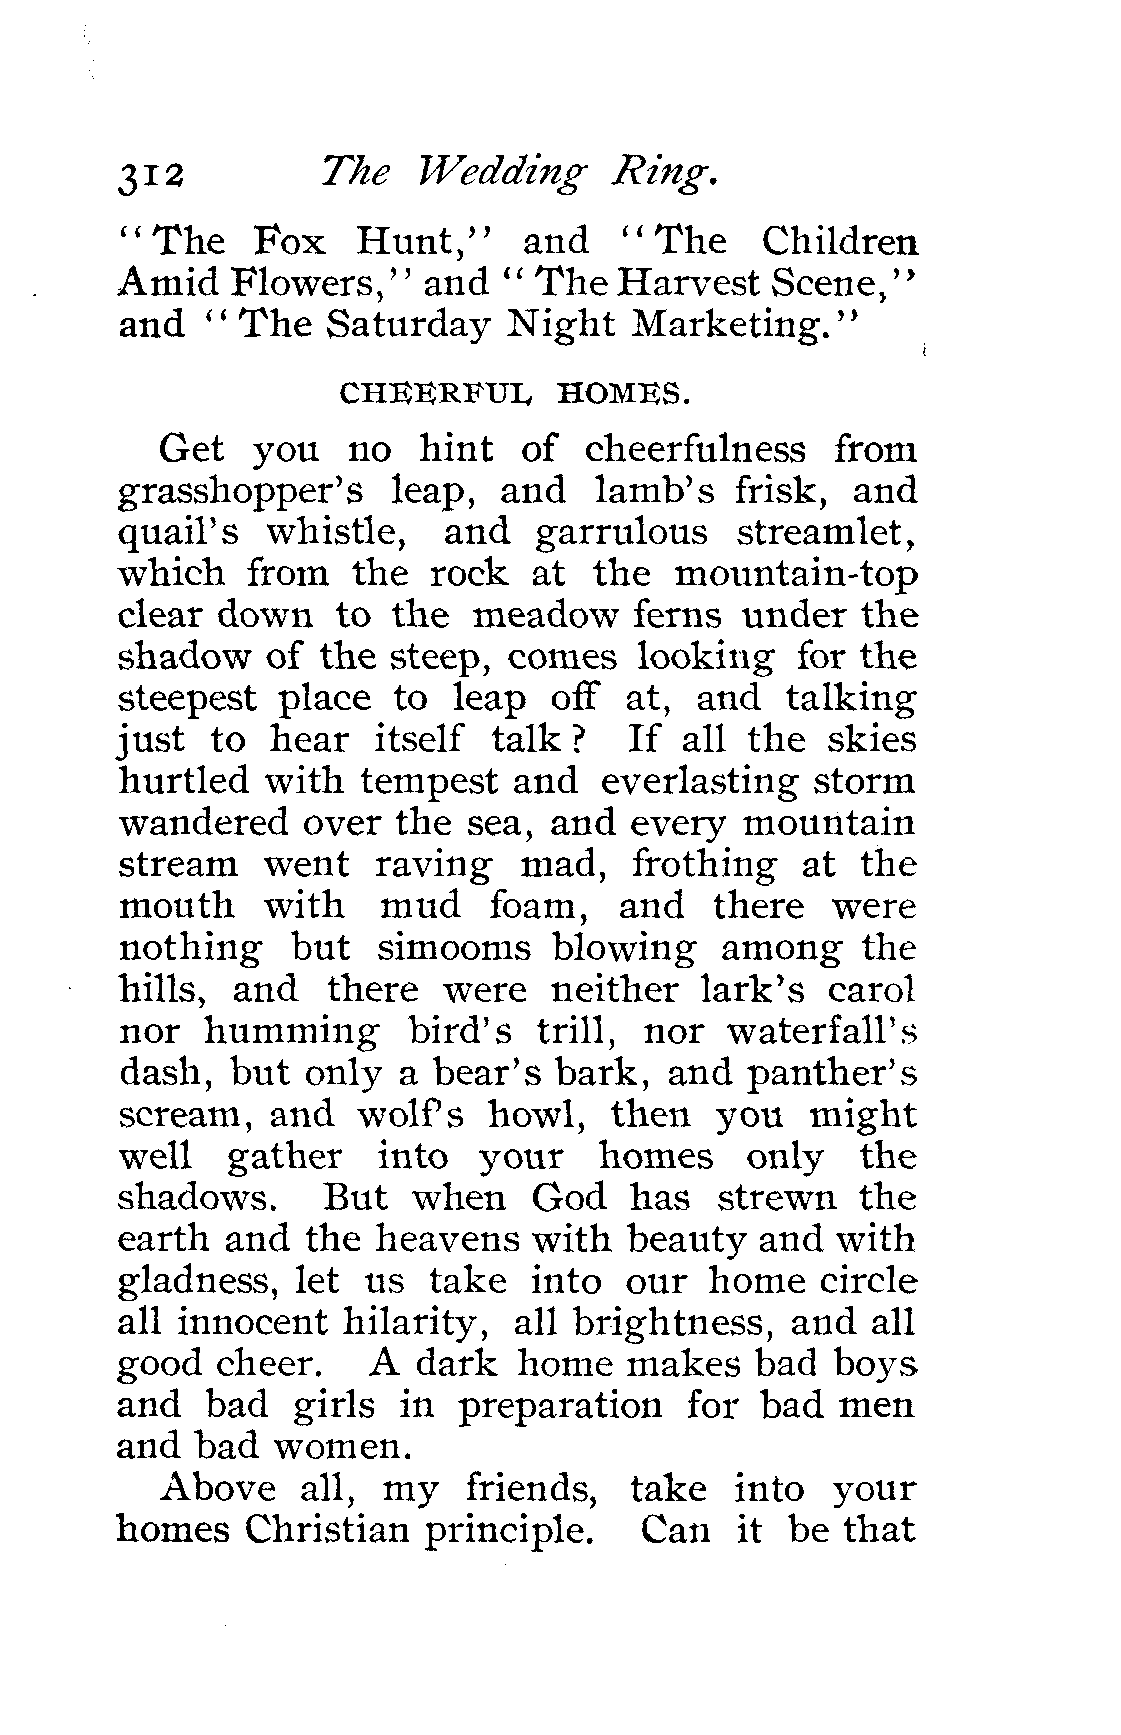 312 The Wedding Ring.
“The Fox Hunt,” and “The Children
Amid Flowers,” and “The Harvest Scene,”
and “The Saturday Night Marketing.”
CHEERFUL HOMES.
Get you no hint of cheerfulness from
grasshopper’s leap, and lamb’s frisk, and
quail’s whistle, and garrulous streamlet,
which from the rock at the mountain-top
clear down to the meadow ferns under the
shadow of the steep, comes looking for the
steepest place to leap off at, and talking
just to hear itself talk? If all the skies
hurtled with tempest and everlasting storm
wandered over the sea, and every mountain
stream went raving mad, frothing at the
mouth with mud foam, and there were
nothing but simooms blowing among the
hills, and there were neither lark’s carol
nor humming bird’s trill, nor waterfall’s
dash, but only a bear’s bark, and panther’s
scream, and wolf’s howl, then you might
well gather into your homes only the
shadows. But when God has strewn the
earth and the heavens with beauty and with
gladness, let us take into our home circle
all innocent hilarity, all brightness, and all
good cheer. A dark home makes bad boys
and bad girls in preparation for bad men
and bad women.
Above all, my friends, take into your
homes Christian principle. Can it be that